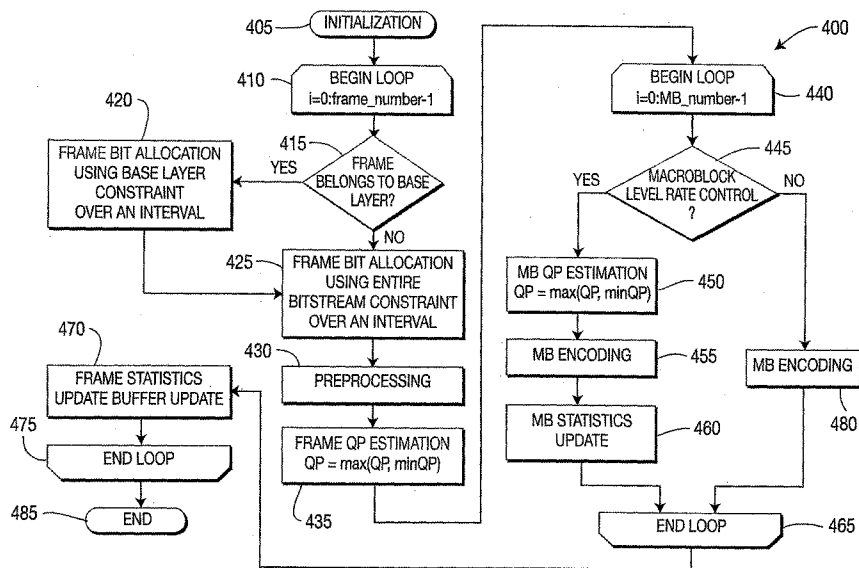 400
405
INITIALIZATION
410
BEGIN LOOP
i=0:frame_number-1
415
FRAME
BELONGS TO BASE
LAYER?
YES
NO
420
FRAME BIT ALLOCATION
USING BASE LAYER
CONSTRAINT
OVER AN INTERVAL
425
FRAME BIT ALLOCATION
USING ENTIRE
BITSTREAM CONSTRAINT
OVER AN INTERVAL
430
PREPROCESSING
FRAME QP ESTIMATION
QP = max(QP, minQP)
435
BEGIN LOOP
i=0:MB_number-1
440
445
MACROBLOCK
LEVEL RATE CONTROL
?
YES
NO
MB QP ESTIMATION
QP = max(QP, minQP)
450
MB ENCODING
455
MB STATISTICS
UPDATE
460
MB ENCODING
480
END LOOP
465
470
FRAME STATISTICS
UPDATE BUFFER UPDATE
475
END LOOP
485
END